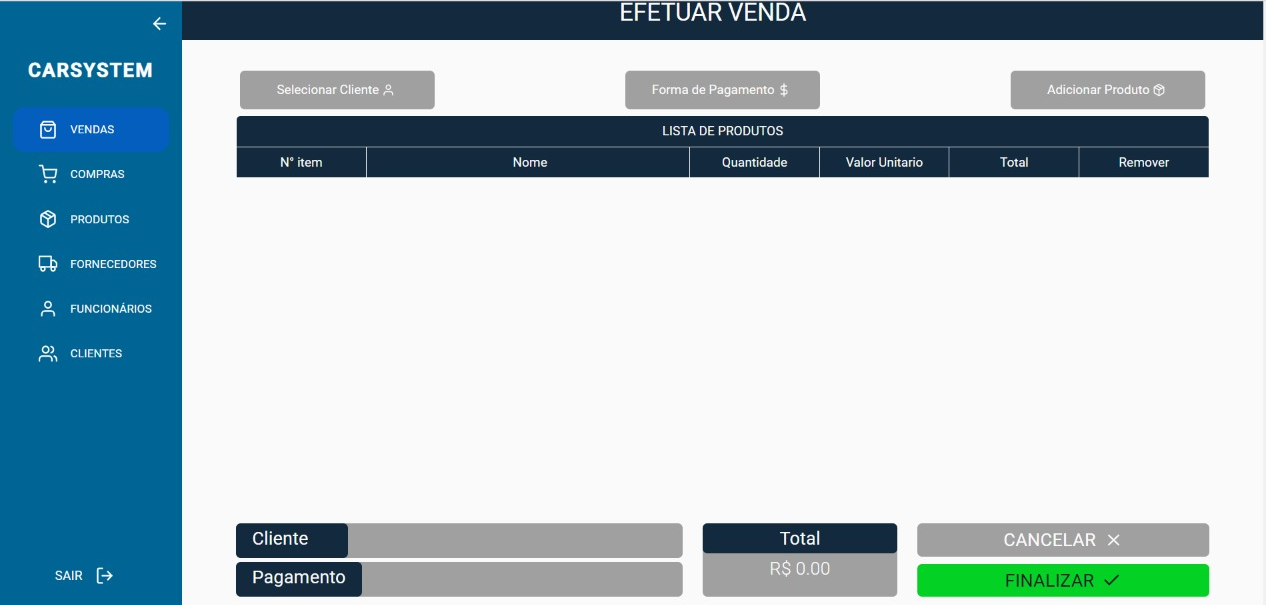 EFETUAR VENDA
CARSYSTEM
VENDAS
COMPRAS
PRODUTOS
FORNECEDORES
FUNCIONÁRIOS
CLIENTES
SAIR
Selecionar Cliente
Forma de Pagamento $
Adicionar Produto
LISTA DE PRODUTOS
N° item Nome Quantidade Valor Unitario Total Remover
Cliente
Pagamento
Total
R$ 0.00
CANCELAR
FINALIZAR